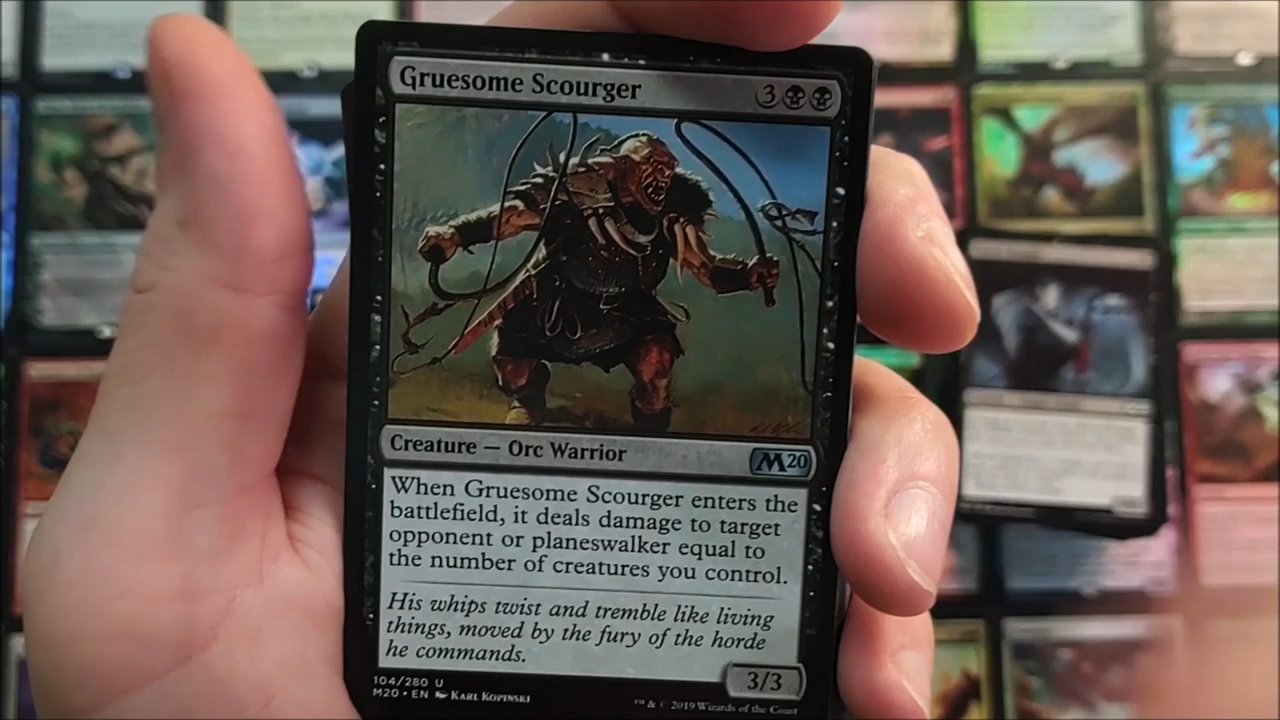 Gruesome Scourger 3
Creature — Orc Warrior M20
When Gruesome Scourger enters the
battlefield, it deals damage to target
opponent or planeswalker equal to
the number of creatures you control.
His whips twist and tremble like living
things, moved by the fury of the horde
he commands.
3/3
104/280 U
M20 • EN Karl Kopinski
™ & © 2019 Wizards of the Coast